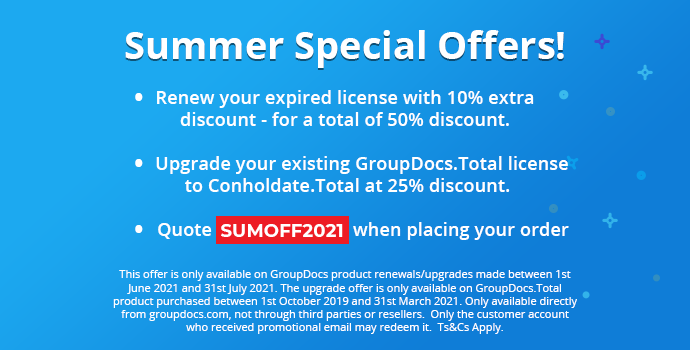 Summer Special Offers!
• Renew your expired license with 10% extra
discount - for a total of 50% discount.
• Upgrade your existing GroupDocs.Total license
to Conholdate.Total at 25% discount.
• Quote SUMOFF2021 when placing your order
This offer is only available on GroupDocs product renewals/upgrades made between 1st
June 2021 and 31st July 2021. The upgrade offer is only available on GroupDocs.Total
product purchased between 1st October 2019 and 31st March 2021. Only available directly
from groupdocs.com, not through third parties or resellers.  Only the customer account
who received promotional email may redeem it.  Ts&Cs Apply.